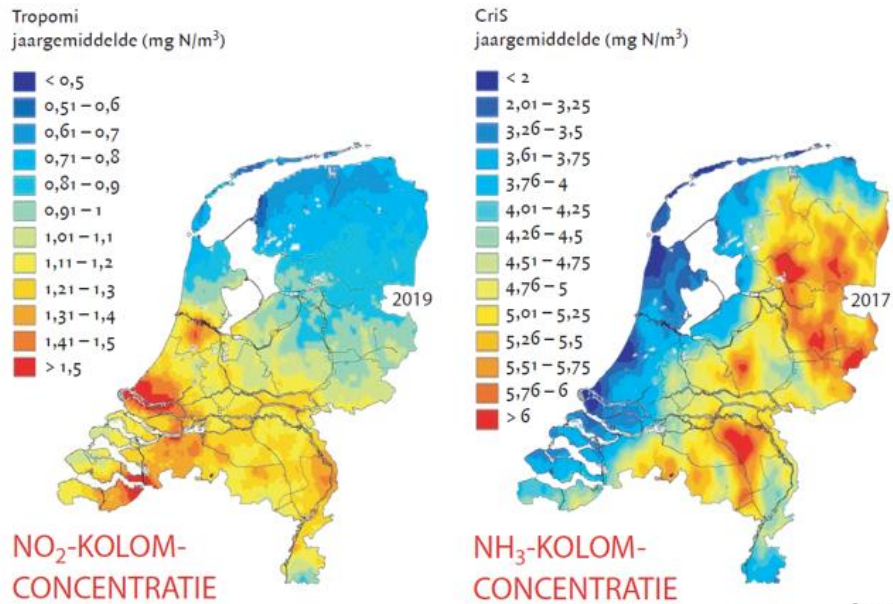 Tropomi
jaargemiddelde (mg N/m³)
< 0,5
0,51 – 0,6
0,61 – 0,7
0,71 – 0,8
0,81 – 0,9
0,91 – 1
1,01 – 1,1
1,11 – 1,2
1,21 – 1,3
1,31 – 1,4
1,41 – 1,5
> 1,5
2019
NO₂-KOLOM-
CONCENTRATIE
CriS
jaargemiddelde (mg N/m³)
< 2
2,01 – 3,25
3,26 – 3,5
3,61 – 3,75
3,76 – 4
4,01 – 4,25
4,26 – 4,5
4,51 – 4,75
4,76 – 5
5,01 – 5,25
5,26 – 5,5
5,51 – 5,75
5,76 – 6
> 6
2017
NH₃-KOLOM-
CONCENTRATIE